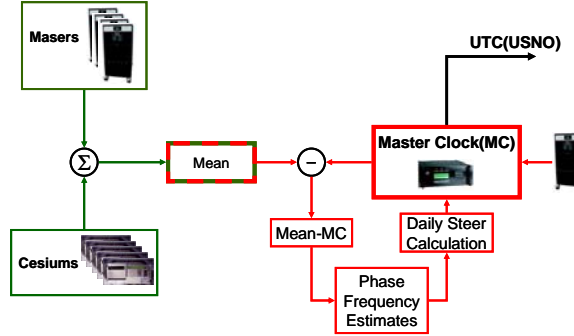 Masers
UTC(USNO)
Σ
Mean
−
Master Clock(MC)
Mean-MC
Daily Steer
Calculation
Cesiums
Phase
Frequency
Estimates